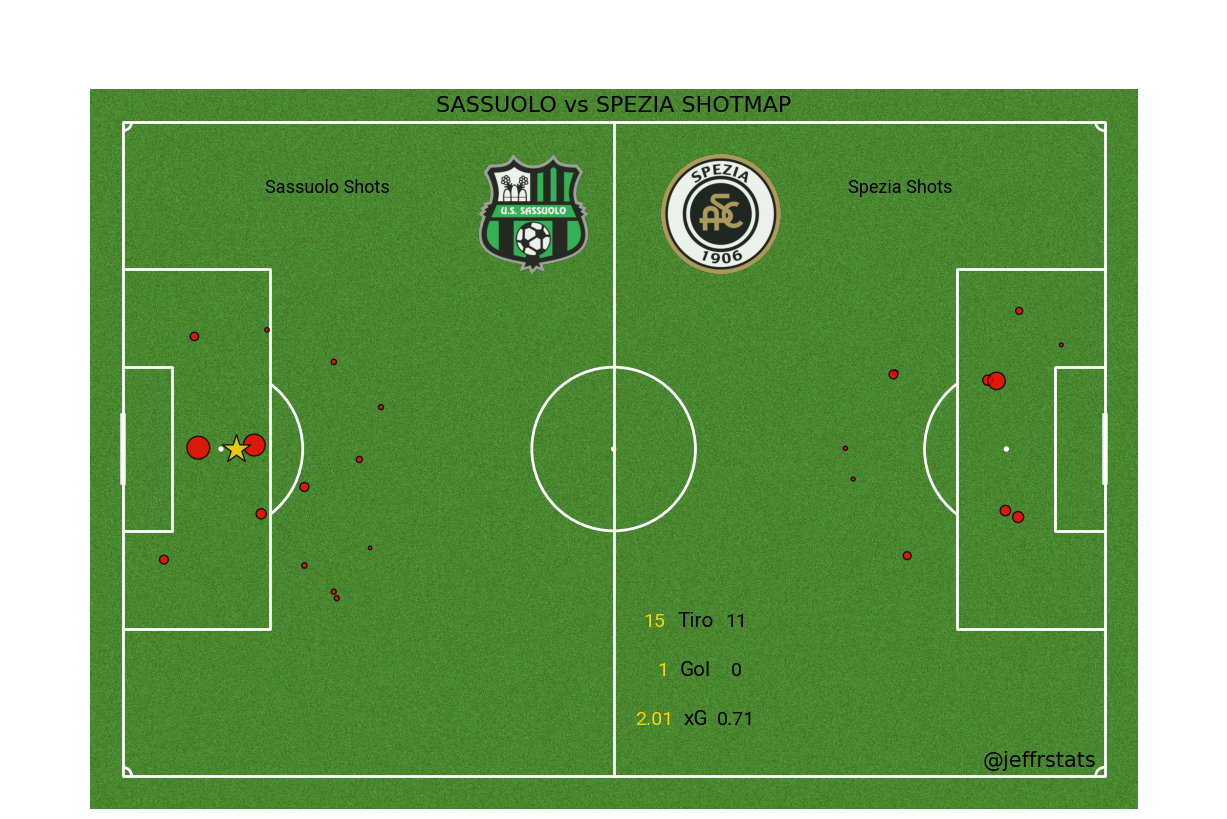 SASSUOLO vs SPEZIA SHOTMAP
Sassuolo Shots
U.S. SASSUOLO
SPEZIA
ASC
1906
Spezia Shots
15 Tiro 11
1 Gol 0
2.01 xG 0.71
@jeffrstats